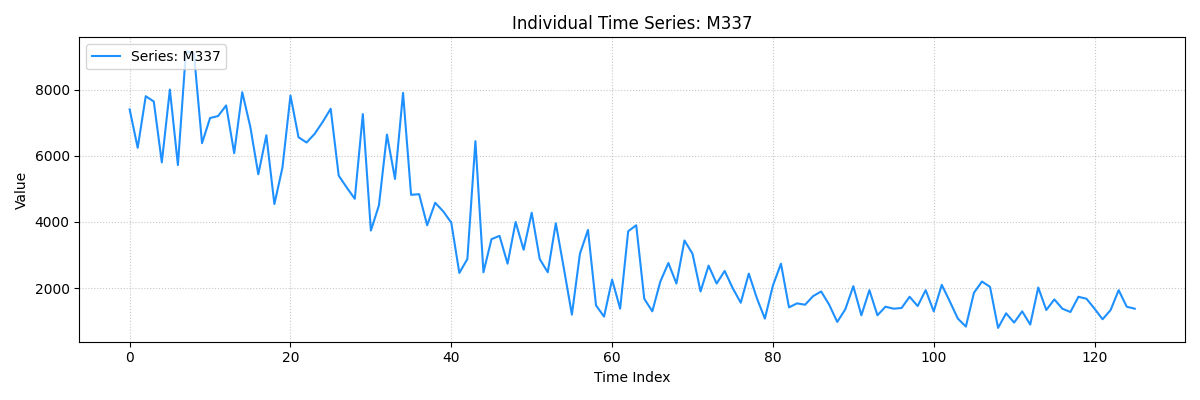 Individual Time Series: M337
Series: M337
Value
8000
6000
4000
2000
0 20 40 60 80 100 120
Time Index